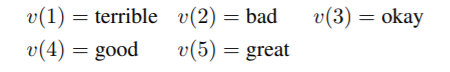 v(1) = terrible v(2) = bad v(3) = okay
v(4) = good v(5) = great